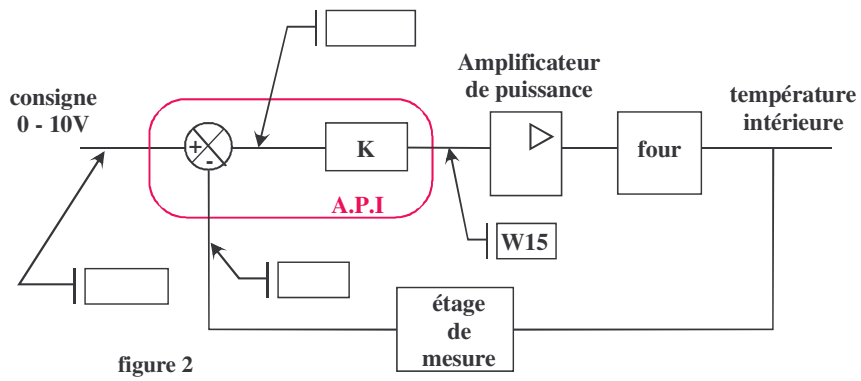 Amplificateur
de puissance
consigne
0 - 10V
température
intérieure
+
-
K
four
A.P.I
W15
étage
de
mesure
figure 2